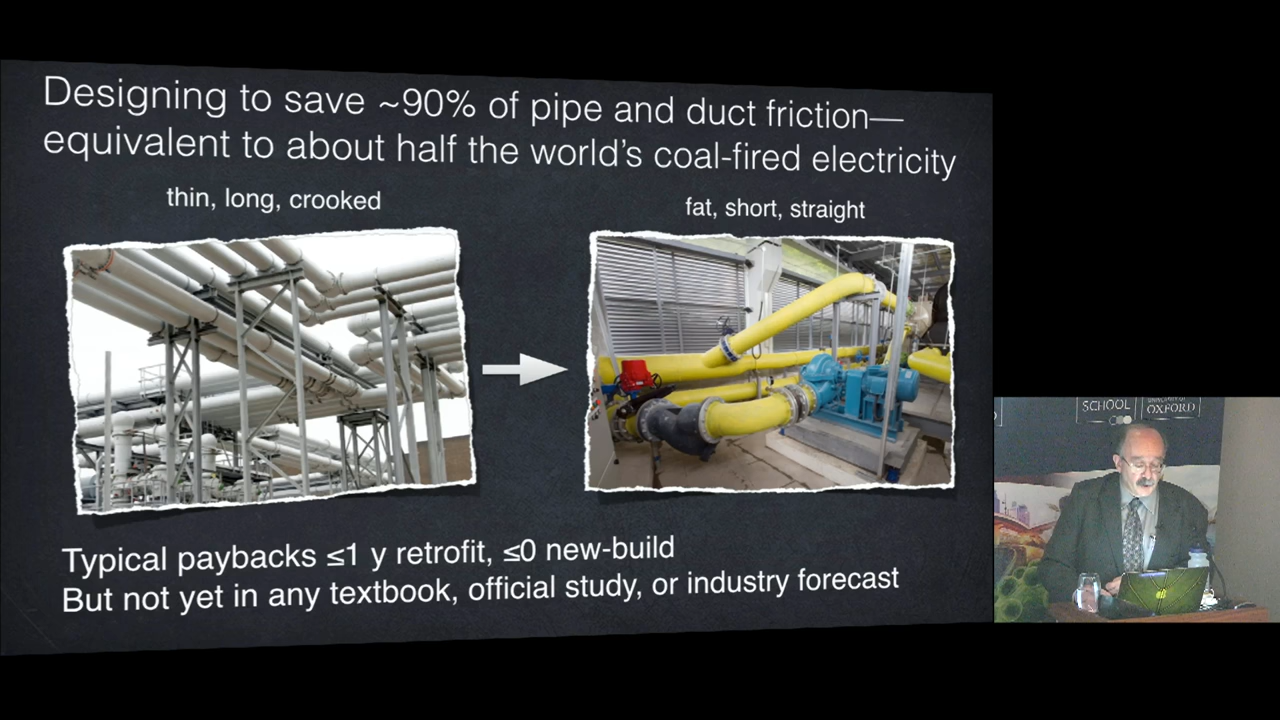 Designing to save ~90% of pipe and duct friction—
equivalent to about half the world's coal-fired electricity
thin, long, crooked
fat, short, straight
Typical paybacks ≤1 y retrofit, ≤0 new-build
But not yet in any textbook, official study, or industry forecast
SCHOOL
UNIVERSITY OF
OXFORD